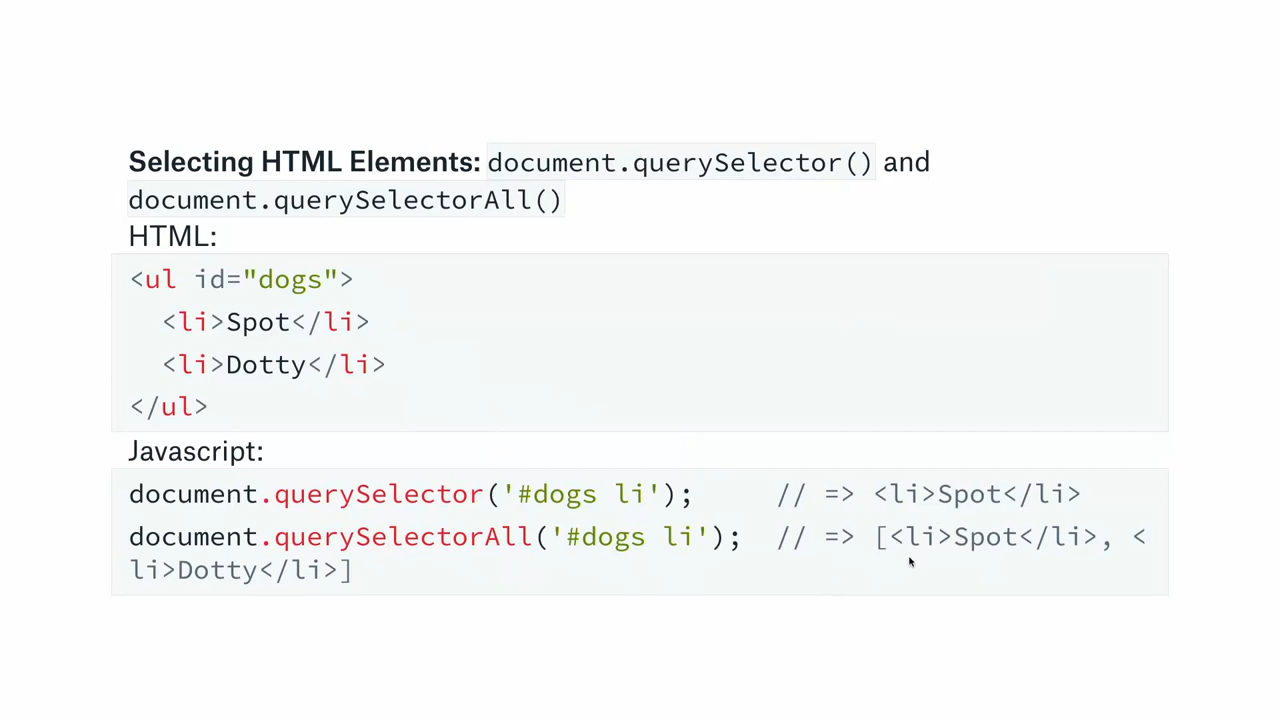 Selecting HTML Elements: document.querySelector() and
document.querySelectorAll()
HTML:
<ul id="dogs">
  <li>Spot</li>
  <li>Dotty</li>
</ul>
Javascript:
document.querySelector('#dogs li');     // => <li>Spot</li>
document.querySelectorAll('#dogs li');  // => [<li>Spot</li>, <
li>Dotty</li>]